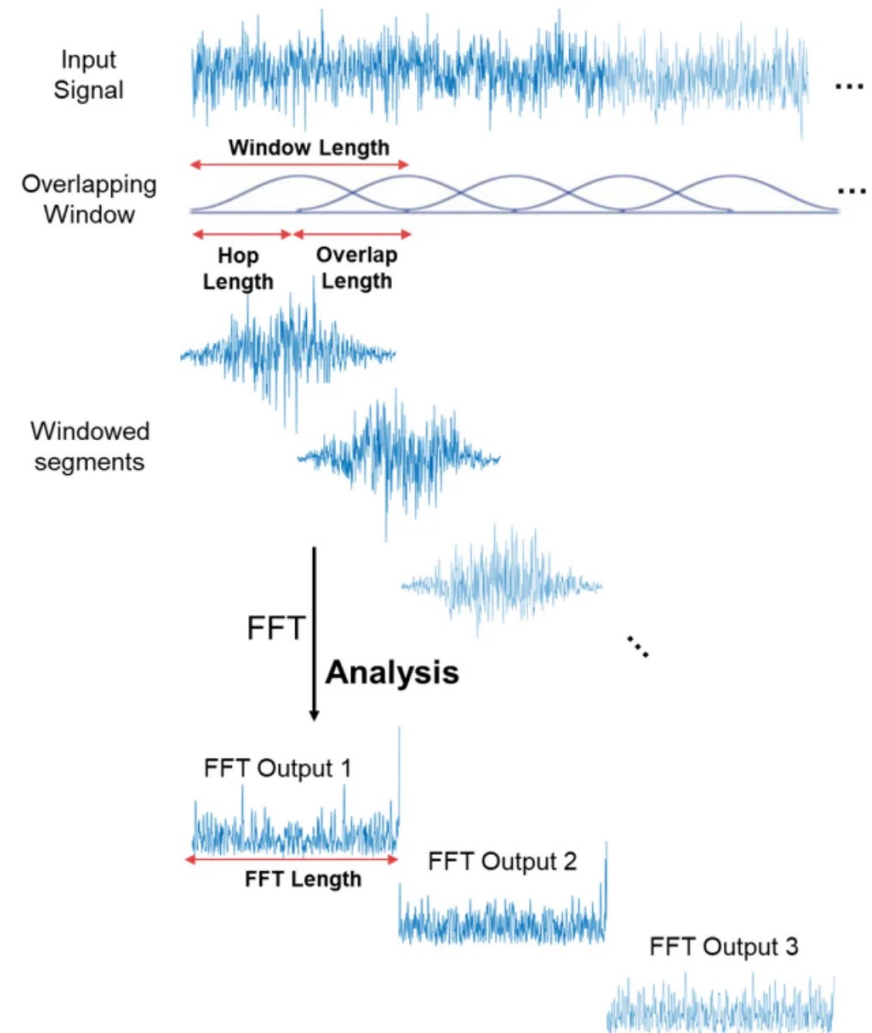 Input
Signal
...
Window Length
Overlapping
Window
...
Hop
Length
Overlap
Length
Windowed
segments
FFT
Analysis
...
FFT Output 1
FFT Length
FFT Output 2
FFT Output 3